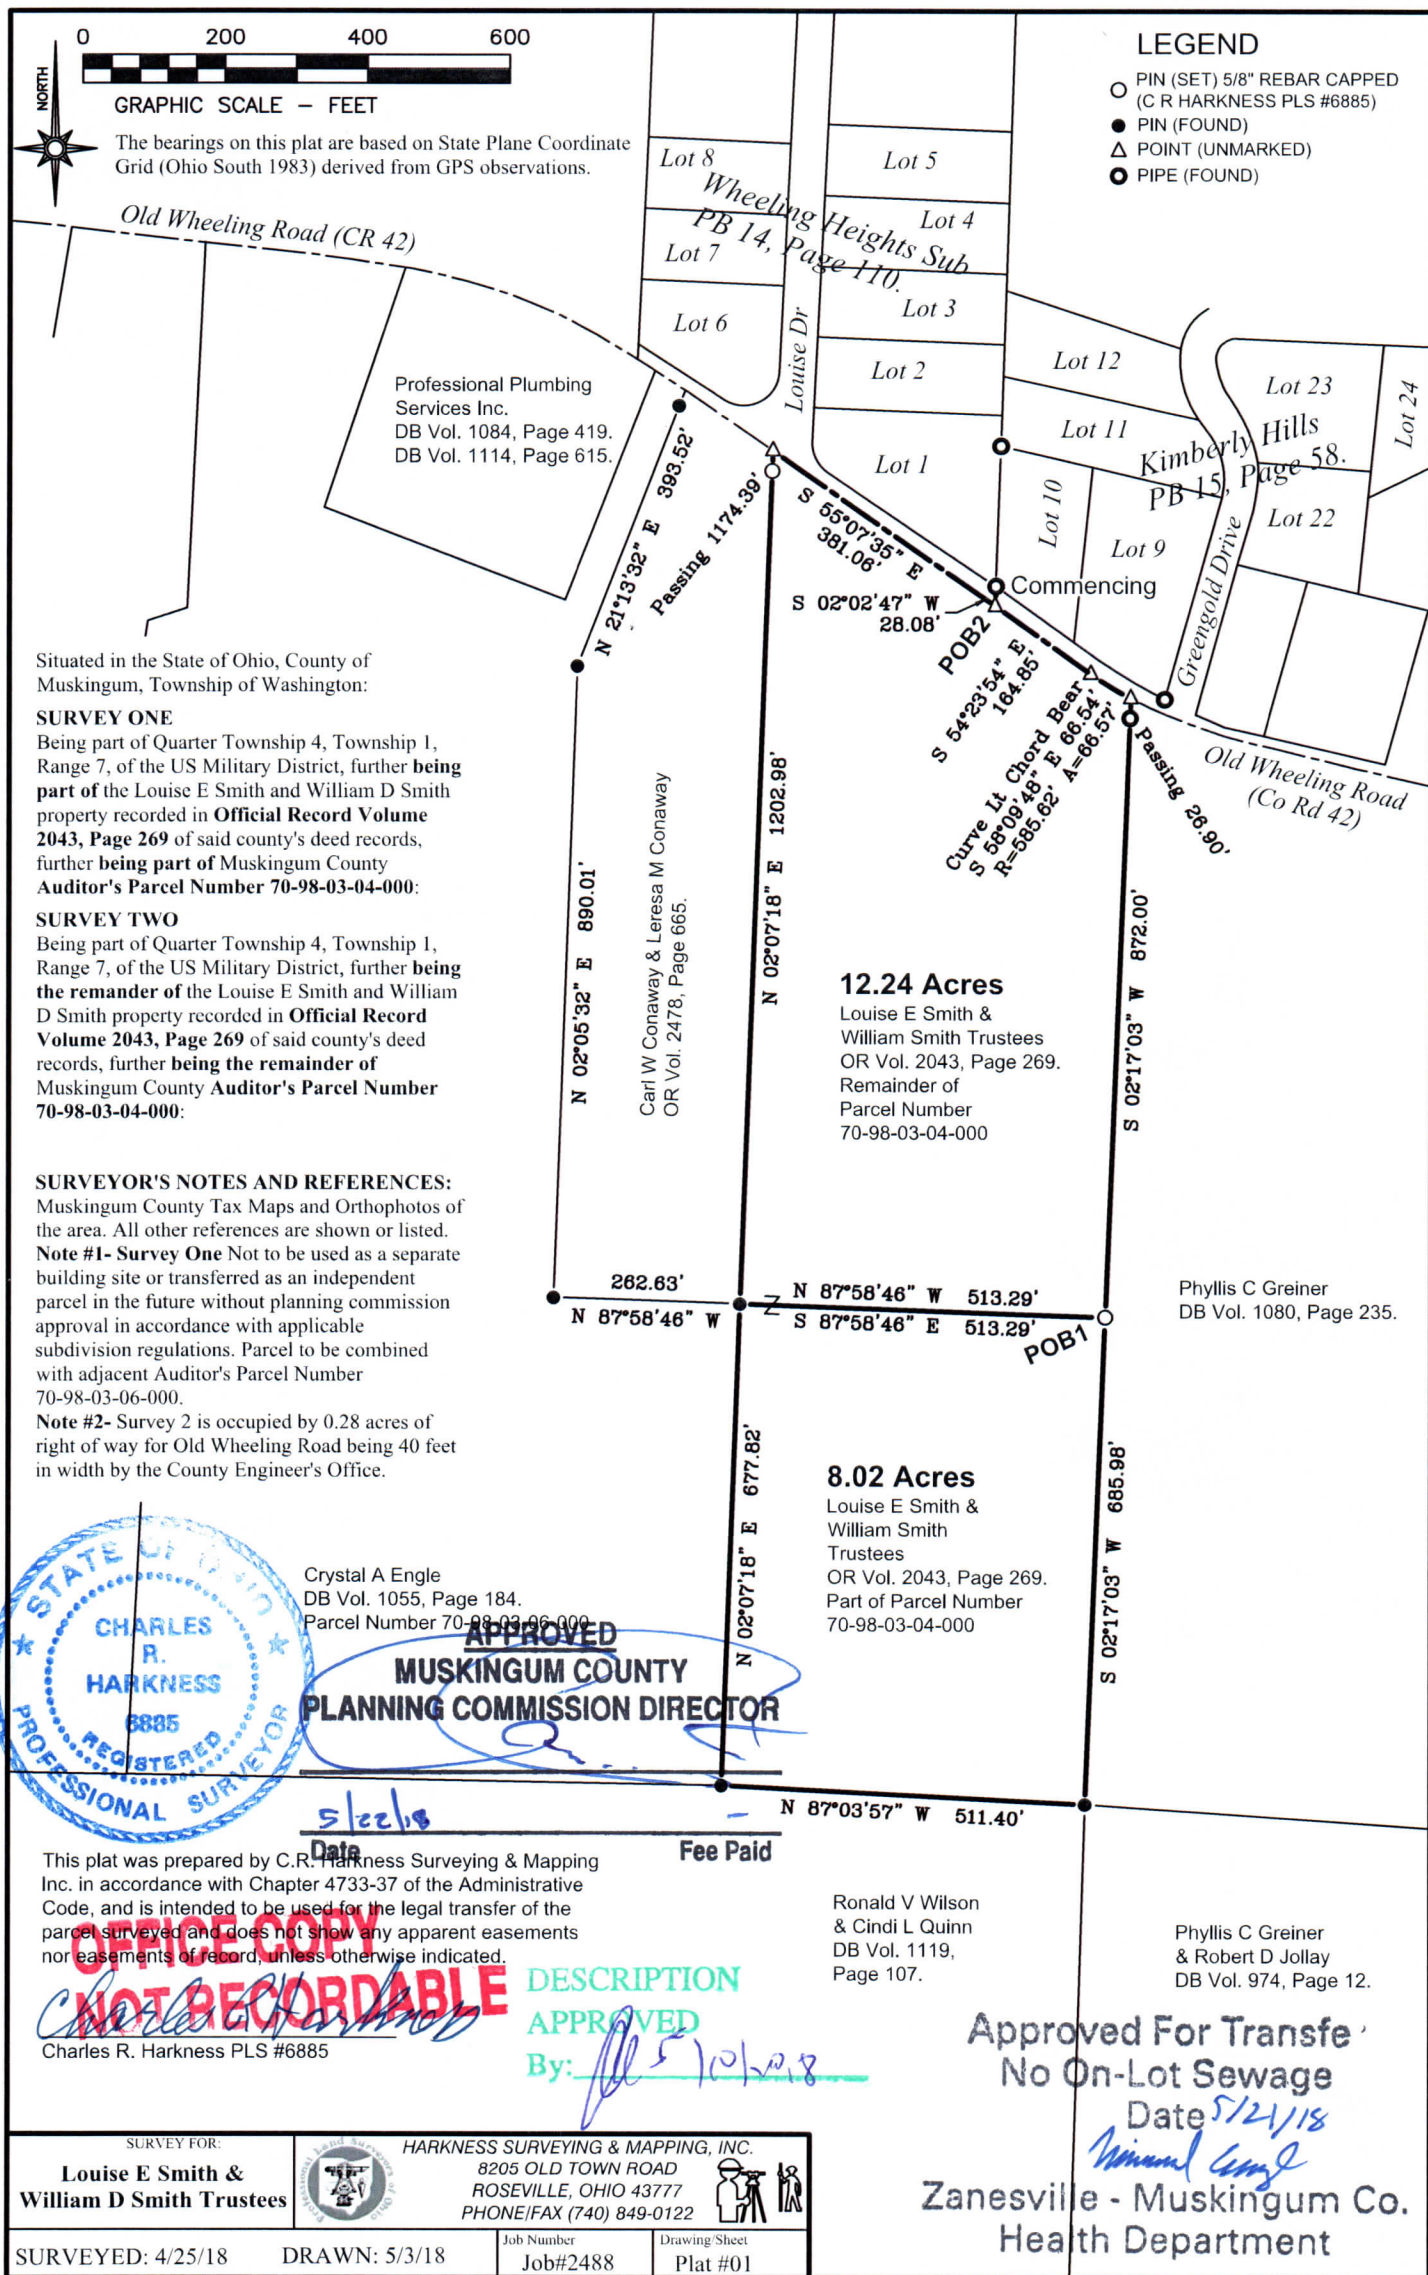 0 200 400 600
NORTH
GRAPHIC SCALE – FEET
The bearings on this plat are based on State Plane Coordinate
Grid (Ohio South 1983) derived from GPS observations.
LEGEND
PIN (SET) 5/8" REBAR CAPPED
(C R HARKNESS PLS #6885)
PIN (FOUND)
POINT (UNMARKED)
PIPE (FOUND)
Old Wheeling Road (CR 42)
Lot 8
Lot 7
Lot 6
Wheeling Heights Sub
PB 14, Page 110.
Louise Dr
Lot 5
Lot 4
Lot 3
Lot 2
Lot 1
Lot 12
Lot 11
Lot 10
Lot 9
Kimberly Hills
PB 15, Page 58.
Lot 23
Lot 24
Lot 22
Greengold Drive
Old Wheeling Road
(Co Rd 42)
Professional Plumbing
Services Inc.
DB Vol. 1084, Page 419.
DB Vol. 1114, Page 615.
N 21°13'32" E 393.52'
Passing 1174.39'
S 55°07'35" E
381.06'
Commencing
S 02°02'47" W
28.08'
POB2
S 54°23'54" E
164.85'
Curve Lt Chord Bear
S 58°09'48" E 66.54'
R=585.62' A=66.57'
Passing 26.90'
Situated in the State of Ohio, County of
Muskingum, Township of Washington:
SURVEY ONE
Being part of Quarter Township 4, Township 1,
Range 7, of the US Military District, further being
part of the Louise E Smith and William D Smith
property recorded in Official Record Volume
2043, Page 269 of said county's deed records,
further being part of Muskingum County
Auditor's Parcel Number 70-98-03-04-000:
SURVEY TWO
Being part of Quarter Township 4, Township 1,
Range 7, of the US Military District, further being
the remander of the Louise E Smith and William
D Smith property recorded in Official Record
Volume 2043, Page 269 of said county's deed
records, further being the remainder of
Muskingum County Auditor's Parcel Number
70-98-03-04-000:
SURVEYOR'S NOTES AND REFERENCES:
Muskingum County Tax Maps and Orthophotos of
the area. All other references are shown or listed.
Note #1- Survey One Not to be used as a separate
building site or transferred as an independent
parcel in the future without planning commission
approval in accordance with applicable
subdivision regulations. Parcel to be combined
with adjacent Auditor's Parcel Number
70-98-03-06-000.
Note #2- Survey 2 is occupied by 0.28 acres of
right of way for Old Wheeling Road being 40 feet
in width by the County Engineer's Office.
N 02°05'32" E 890.01'
Carl W Conaway & Leresa M Conaway
OR Vol. 2478, Page 665.
N 02°07'18" E 1202.98'
12.24 Acres
Louise E Smith &
William Smith Trustees
OR Vol. 2043, Page 269.
Remainder of
Parcel Number
70-98-03-04-000
S 02°17'03" W 872.00'
262.63'
N 87°58'46" W
N 87°58'46" W 513.29'
S 87°58'46" E 513.29'
POB1
Phyllis C Greiner
DB Vol. 1080, Page 235.
N 02°07'18" E 677.82'
8.02 Acres
Louise E Smith &
William Smith
Trustees
OR Vol. 2043, Page 269.
Part of Parcel Number
70-98-03-04-000
S 02°17'03" W 685.98'
Crystal A Engle
DB Vol. 1055, Page 184.
Parcel Number 70-98-03-06-000
STATE OF OHIO
CHARLES
R.
HARKNESS
6885
REGISTERED
PROFESSIONAL SURVEYOR
APPROVED
MUSKINGUM COUNTY
PLANNING COMMISSION DIRECTOR
5/22/18
Date Fee Paid
N 87°03'57" W 511.40'
This plat was prepared by C.R. Harkness Surveying & Mapping
Inc. in accordance with Chapter 4733-37 of the Administrative
Code, and is intended to be used for the legal transfer of the
parcel surveyed and does not show any apparent easements
nor easements of record, unless otherwise indicated.
OFFICE COPY
NOT RECORDABLE
Charles R Harkness
Charles R. Harkness PLS #6885
DESCRIPTION
APPROVED
By: 5/10/2018
Ronald V Wilson
& Cindi L Quinn
DB Vol. 1119,
Page 107.
Phyllis C Greiner
& Robert D Jollay
DB Vol. 974, Page 12.
Approved For Transfe
No On-Lot Sewage
Date 5/21/18
Zanesville - Muskingum Co.
Health Department
SURVEY FOR:
Louise E Smith &
William D Smith Trustees
Professional Land Surveyors of Ohio
HARKNESS SURVEYING & MAPPING, INC.
8205 OLD TOWN ROAD
ROSEVILLE, OHIO 43777
PHONE/FAX (740) 849-0122
SURVEYED: 4/25/18 DRAWN: 5/3/18
Job Number
Job#2488
Drawing/Sheet
Plat #01